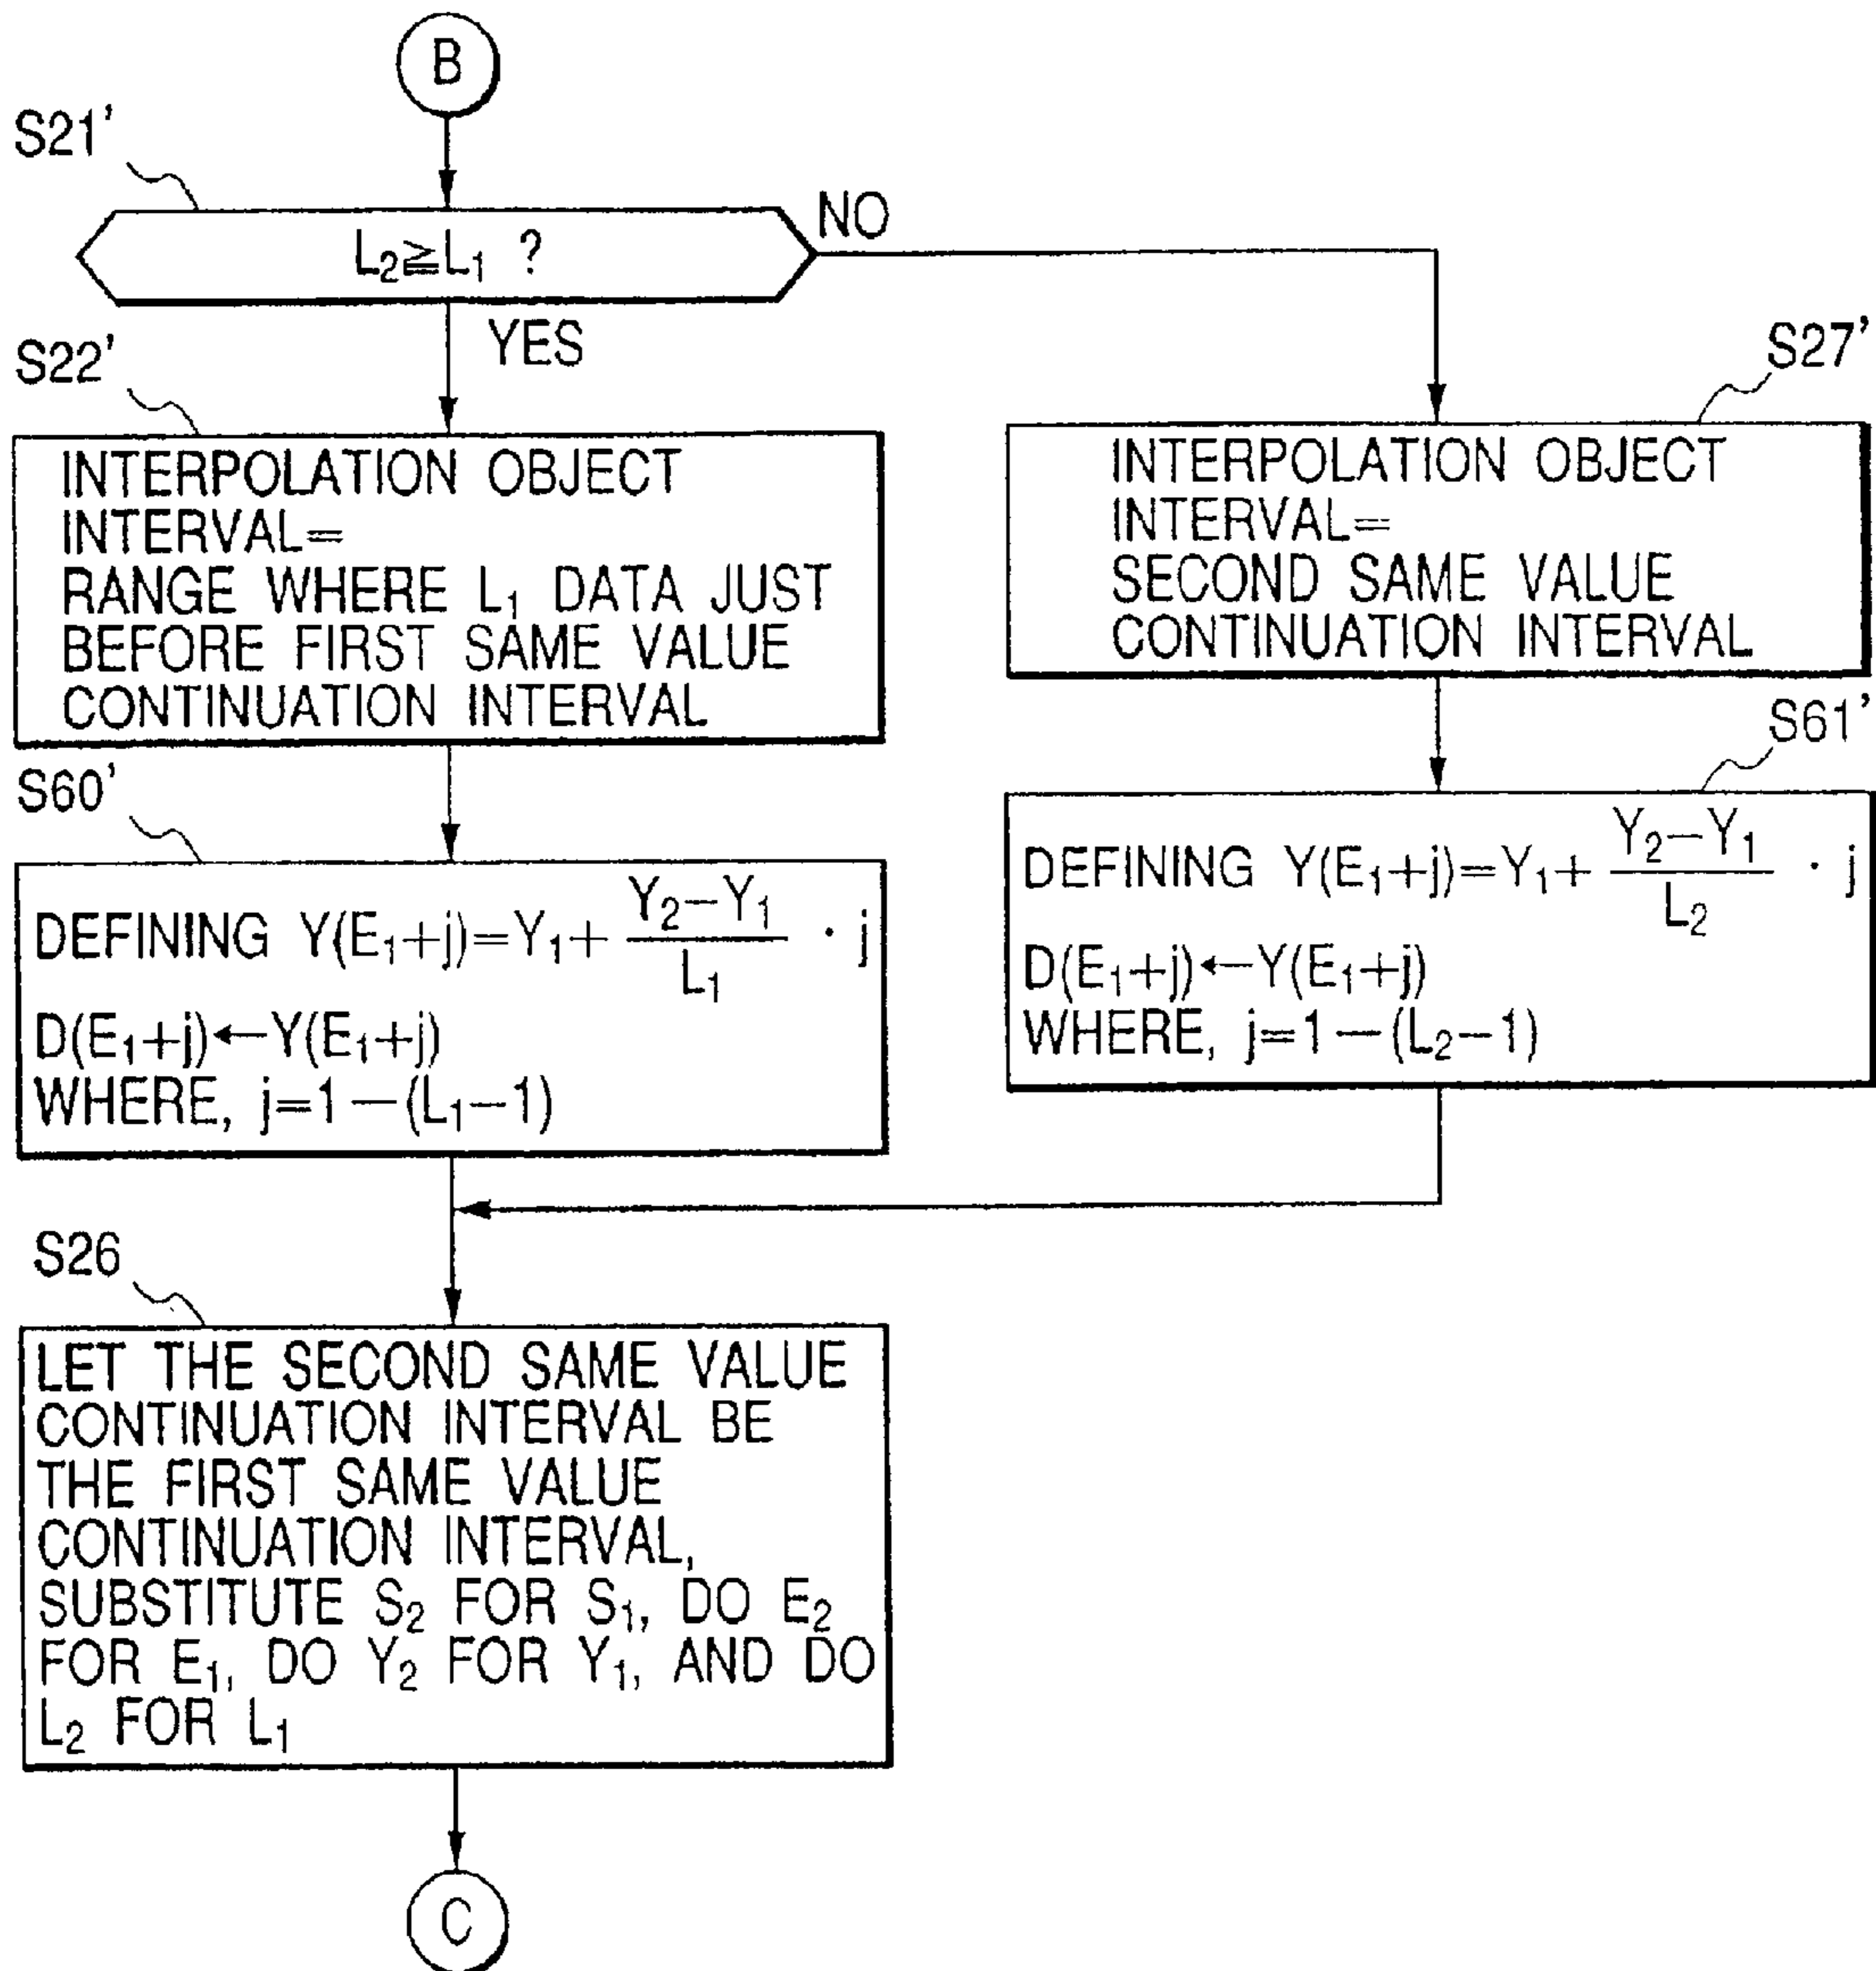 B
S21'
L₂≧L₁ ?
NO
YES
S22'
INTERPOLATION OBJECT
INTERVAL=
RANGE WHERE L₁ DATA JUST
BEFORE FIRST SAME VALUE
CONTINUATION INTERVAL
S27'
INTERPOLATION OBJECT
INTERVAL=
SECOND SAME VALUE
CONTINUATION INTERVAL
S60'
DEFINING Y(E₁+j)=Y₁+ (Y₂−Y₁)/L₁ · j
D(E₁+j)←Y(E₁+j)
WHERE, j=1−(L₁−1)
S61'
DEFINING Y(E₁+j)=Y₁+ (Y₂−Y₁)/L₂ · j
D(E₁+j)←Y(E₁+j)
WHERE, j=1−(L₂−1)
S26
LET THE SECOND SAME VALUE
CONTINUATION INTERVAL BE
THE FIRST SAME VALUE
CONTINUATION INTERVAL,
SUBSTITUTE S₂ FOR S₁, DO E₂
FOR E₁, DO Y₂ FOR Y₁, AND DO
L₂ FOR L₁
C